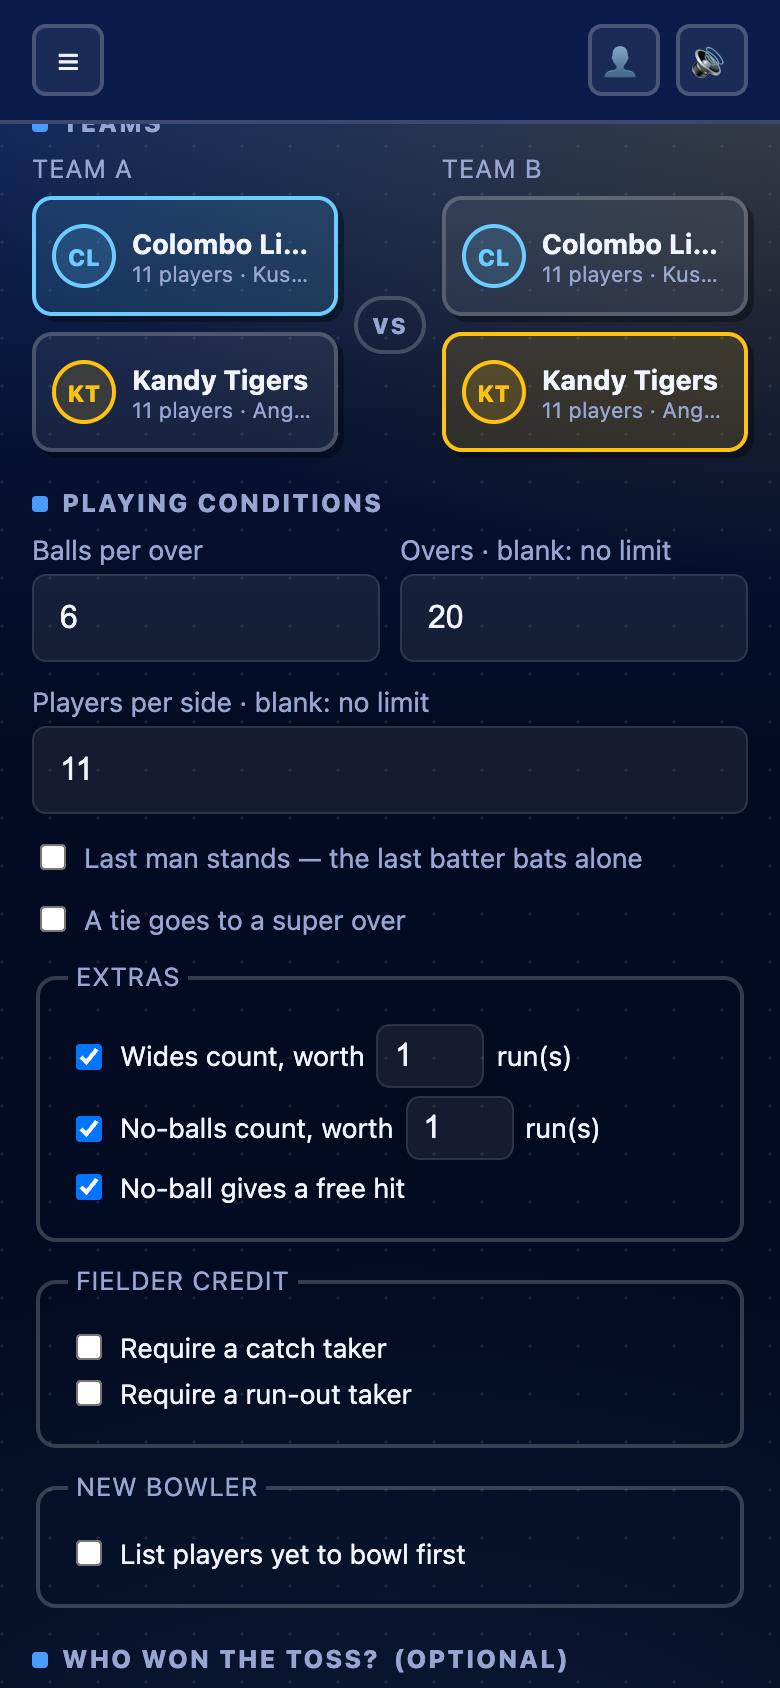 TEAMS
TEAM A
TEAM B
CL
Colombo Li...
11 players · Kus...
CL
Colombo Li...
11 players · Kus...
VS
KT
Kandy Tigers
11 players · Ang...
KT
Kandy Tigers
11 players · Ang...
PLAYING CONDITIONS
Balls per over
Overs · blank: no limit
6
20
Players per side · blank: no limit
11
Last man stands — the last batter bats alone
A tie goes to a super over
EXTRAS
Wides count, worth 1 run(s)
No-balls count, worth 1 run(s)
No-ball gives a free hit
FIELDER CREDIT
Require a catch taker
Require a run-out taker
NEW BOWLER
List players yet to bowl first
WHO WON THE TOSS? (OPTIONAL)